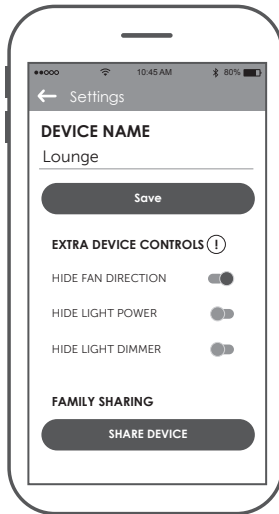 10:45 AM 80%
Settings
DEVICE NAME
Lounge
Save
EXTRA DEVICE CONTROLS !
HIDE FAN DIRECTION
HIDE LIGHT POWER
HIDE LIGHT DIMMER
FAMILY SHARING
SHARE DEVICE